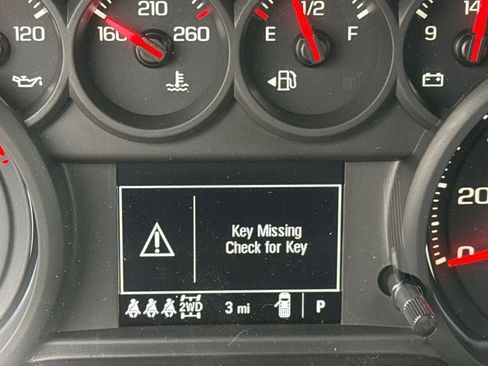 120
160 210 260
E 1/2 F
9 14
Key Missing
Check for Key
2WD 3 mi P
20
0